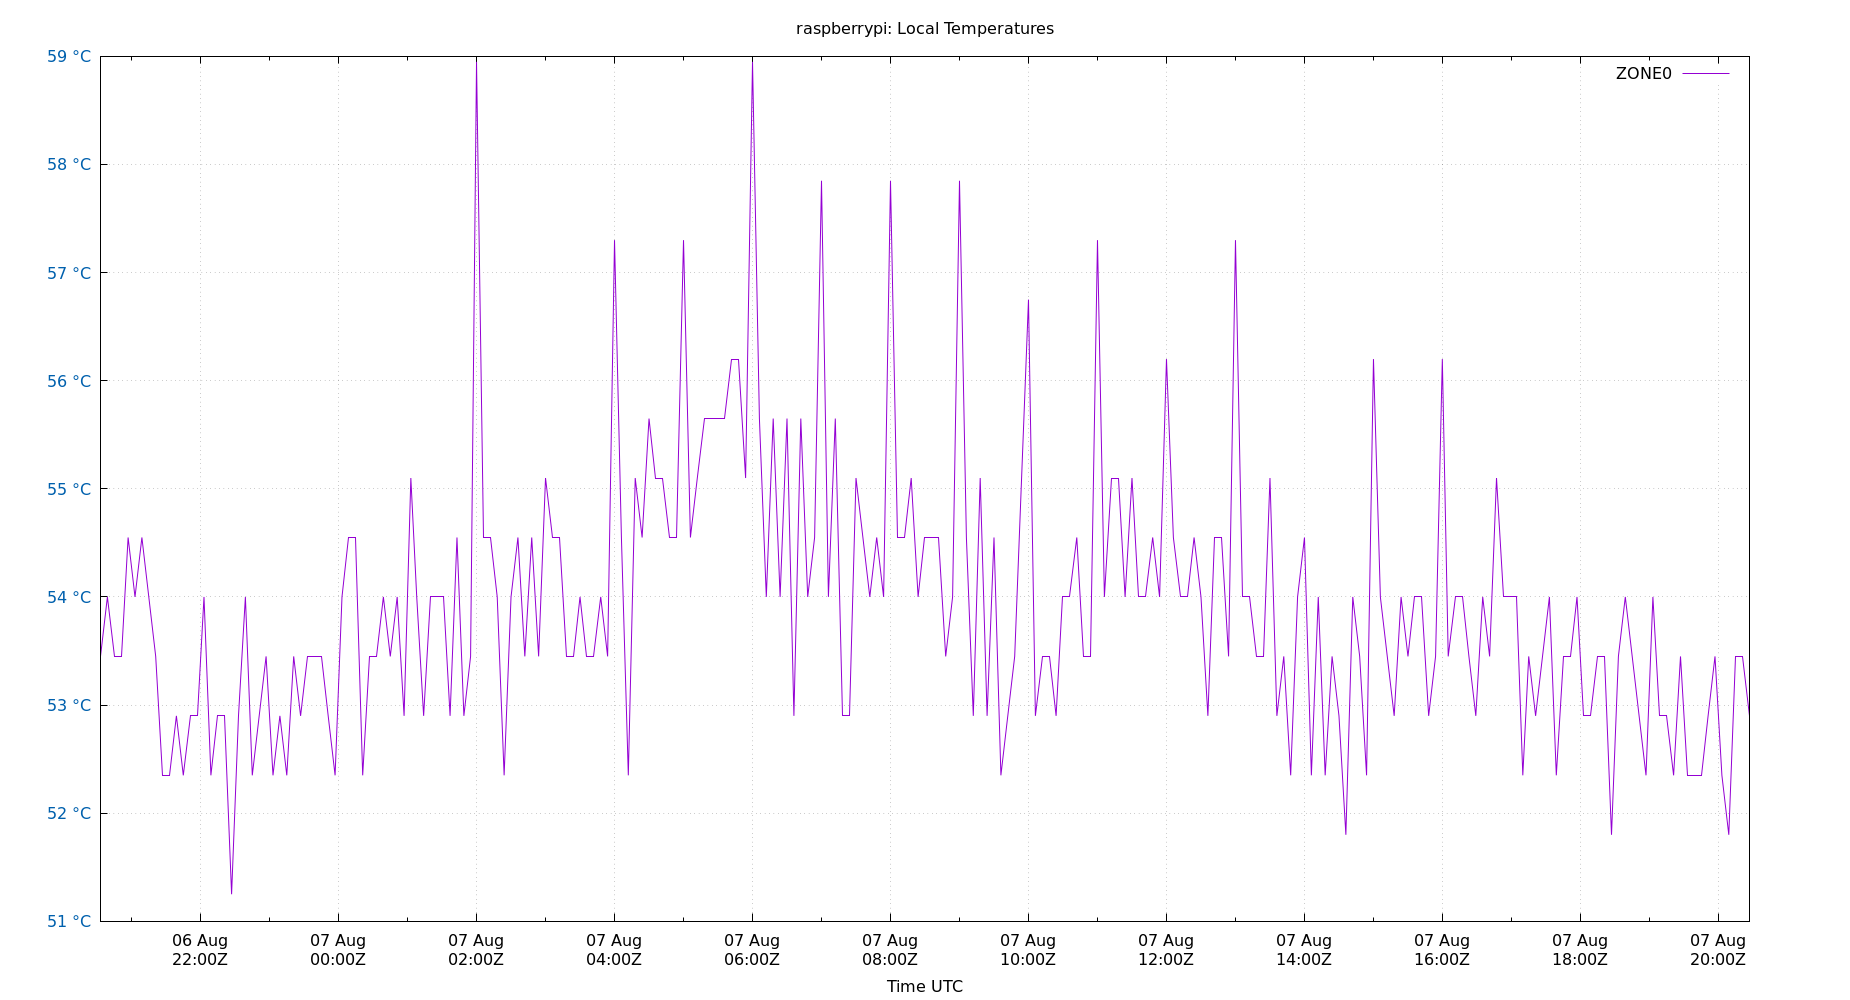 raspberrypi: Local Temperatures
59 °C
58 °C
57 °C
56 °C
55 °C
54 °C
53 °C
52 °C
51 °C
ZONE0
06 Aug 07 Aug 07 Aug 07 Aug 07 Aug 07 Aug 07 Aug 07 Aug 07 Aug 07 Aug 07 Aug 07 Aug
22:00Z 00:00Z 02:00Z 04:00Z 06:00Z 08:00Z 10:00Z 12:00Z 14:00Z 16:00Z 18:00Z 20:00Z
Time UTC